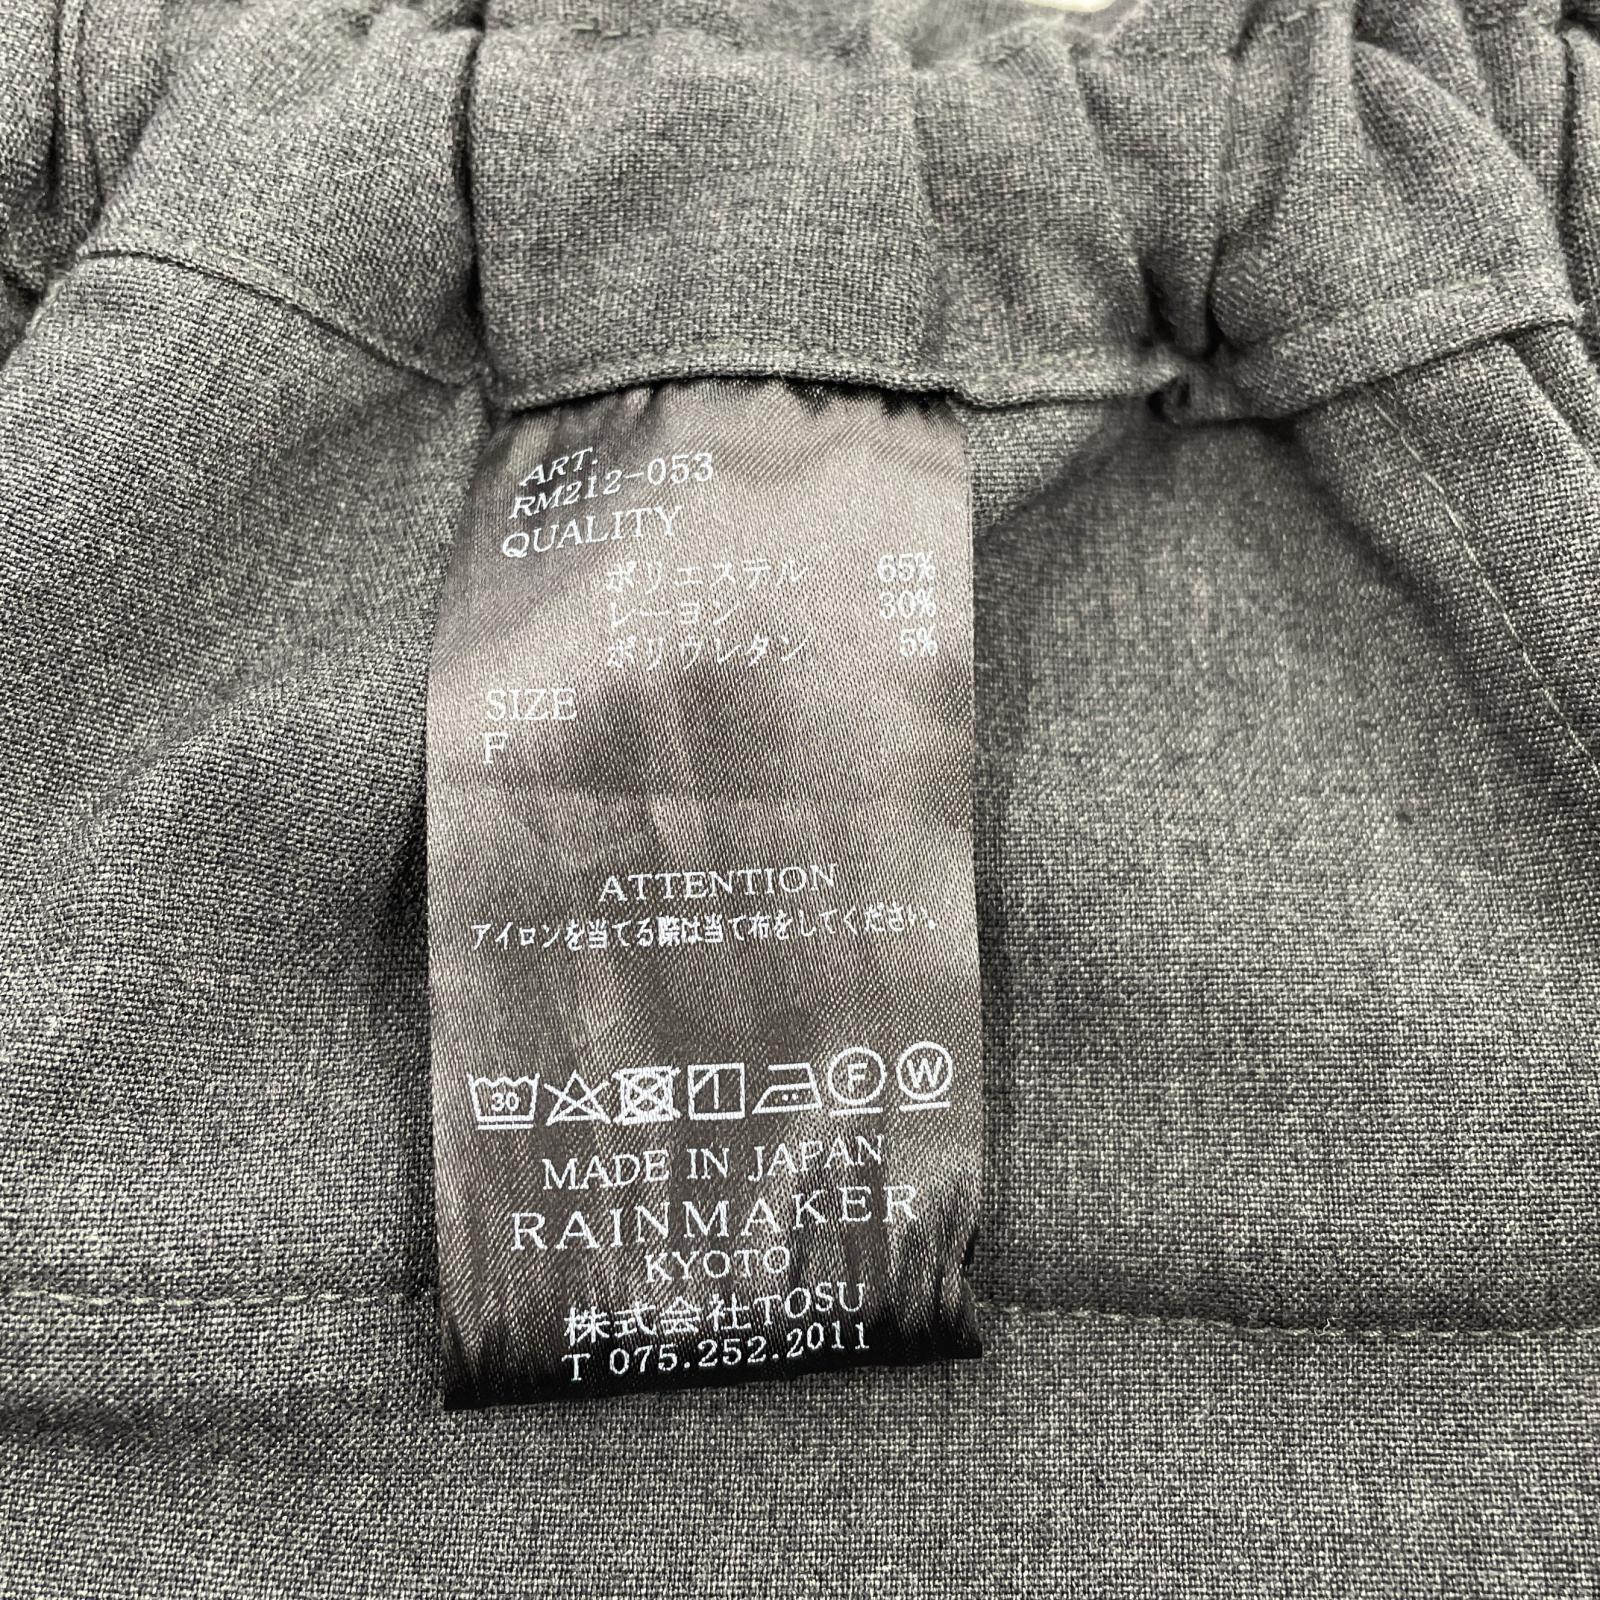 ART.
RM212-053
QUALITY
ポリエステル 65%
レーヨン 30%
ポリウレタン 5%
SIZE
F
ATTENTION
アイロンを当てる際は当て布をしてください。
30 F W
MADE IN JAPAN
RAINMAKER
KYOTO
株式会社TOSU
T 075.252.2011